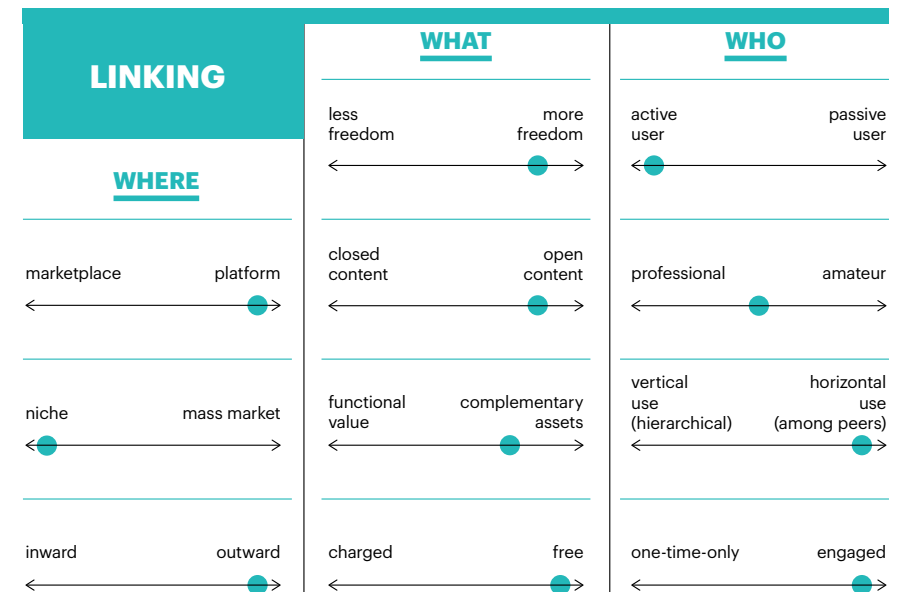 LINKING
WHERE
marketplace platform
niche mass market
inward outward
WHAT
less more
freedom freedom
closed open
content content
functional complementary
value assets
charged free
WHO
active passive
user user
professional amateur
vertical horizontal
use use
(hierarchical) (among peers)
one-time-only engaged